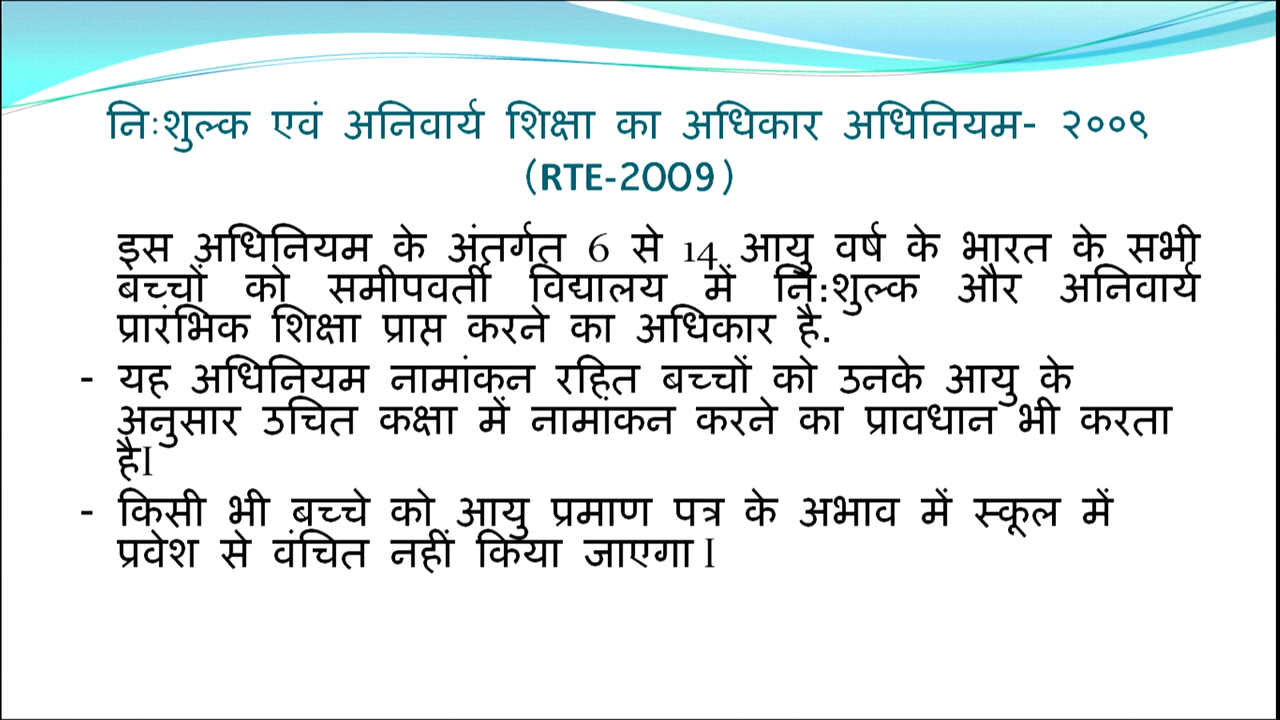 निःशुल्क एवं अनिवार्य शिक्षा का अधिकार अधिनियम- २००९
(RTE-2009)
इस अधिनियम के अंतर्गत 6 से 14 आयु वर्ष के भारत के सभी
बच्चों को समीपवर्ती विद्यालय में नि:शुल्क और अनिवार्य
प्रारंभिक शिक्षा प्राप्त करने का अधिकार है.
- यह अधिनियम नामांकन रहित बच्चों को उनके आयु के
अनुसार उचित कक्षा में नामांकन करने का प्रावधान भी करता
हैI
- किसी भी बच्चे को आयु प्रमाण पत्र के अभाव में स्कूल में
प्रवेश से वंचित नहीं किया जाएगा I